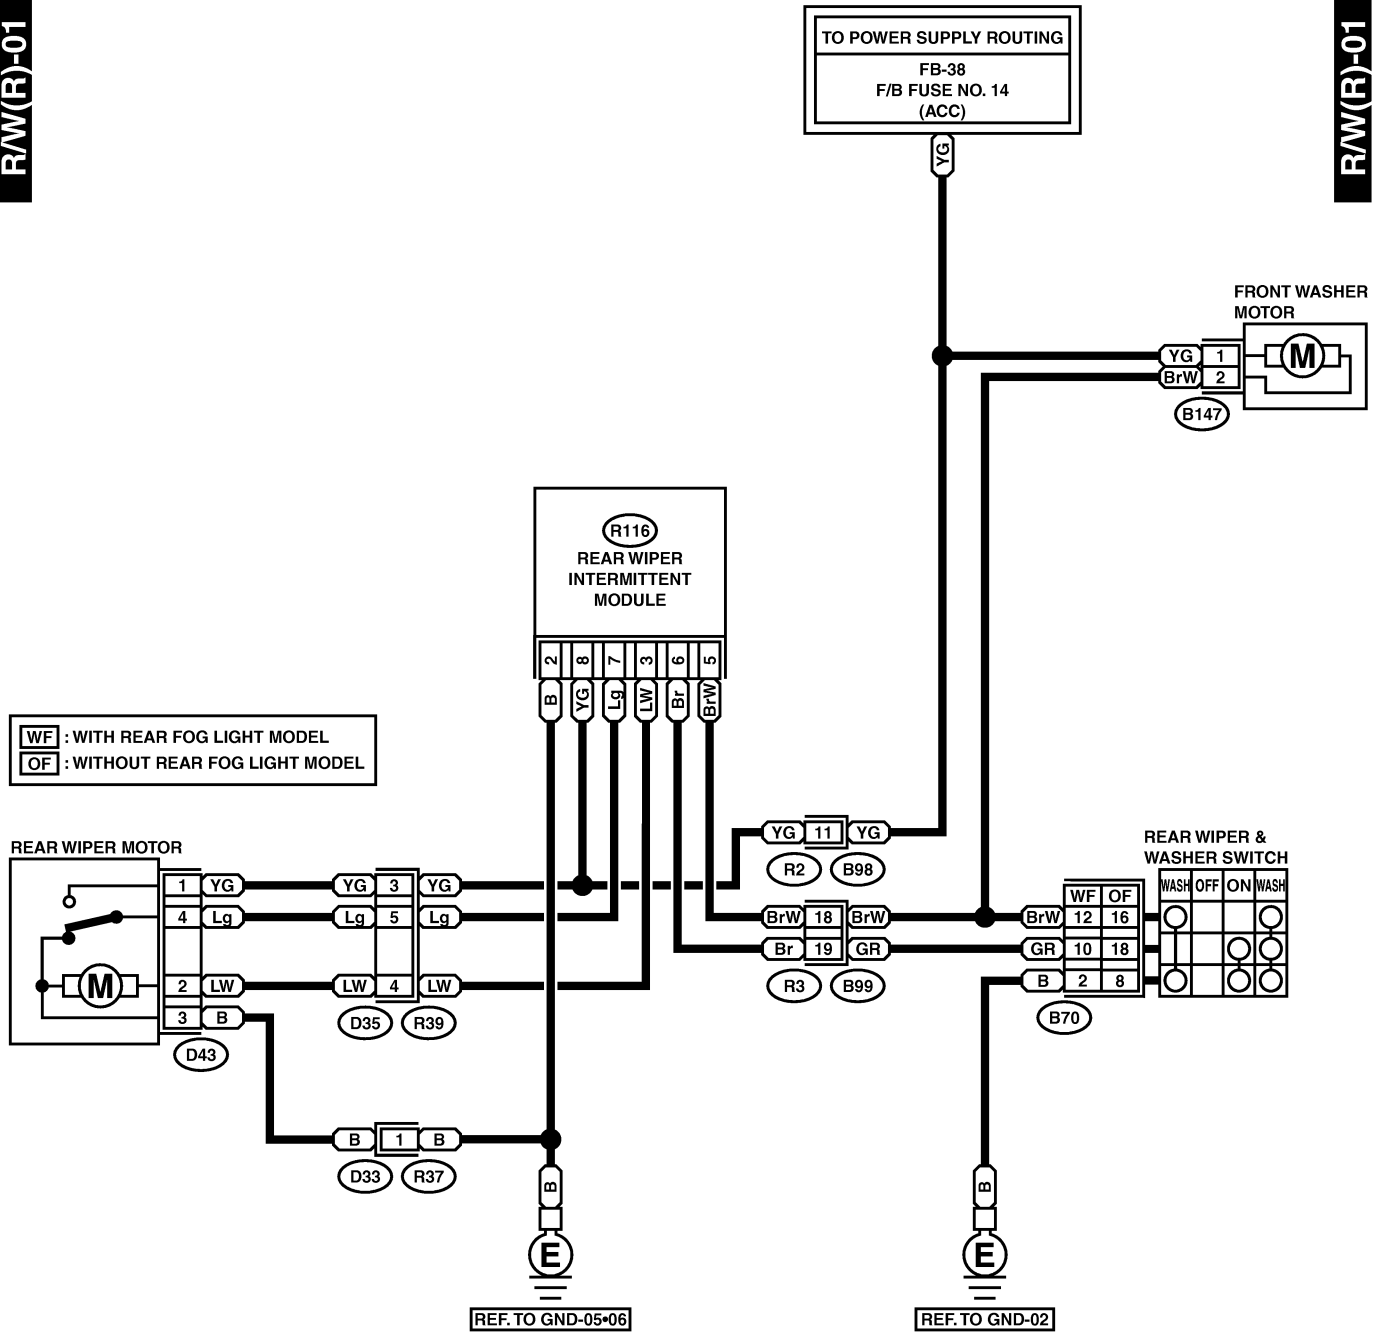 R/W(R)-01
R/W(R)-01
TO POWER SUPPLY ROUTING
FB-38
F/B FUSE NO. 14
(ACC)
YG
FRONT WASHER
MOTOR
YG 1 M
BrW 2
B147
R116
REAR WIPER
INTERMITTENT
MODULE
2 8 7 3 6 5
B YG Lg LW Br BrW
WF : WITH REAR FOG LIGHT MODEL
OF : WITHOUT REAR FOG LIGHT MODEL
REAR WIPER MOTOR
1 YG YG 3 YG
4 Lg Lg 5 Lg
M 2 LW LW 4 LW
3 B
D35 R39
D43
B 1 B
D33 R37
YG 11 YG
R2 B98
BrW 18 BrW
Br 19 GR
R3 B99
REAR WIPER &
WASHER SWITCH
WASH OFF ON WASH
WF OF
BrW 12 16
GR 10 18
B 2 8
B70
B
E
REF. TO GND-05•06
B
E
REF. TO GND-02